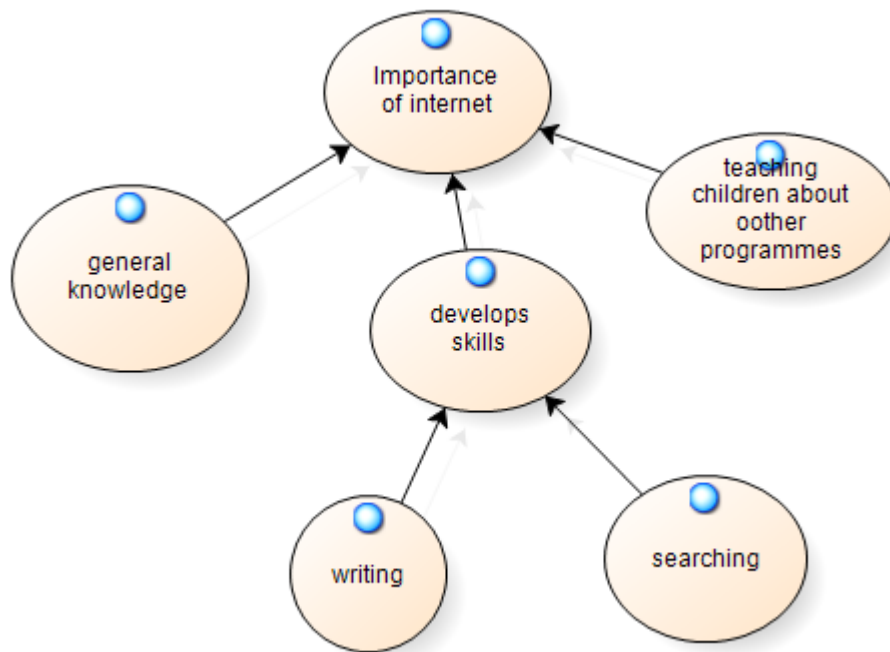 Importance
of internet
teaching
children about
oother
programmes
general
knowledge
develops
skills
writing
searching